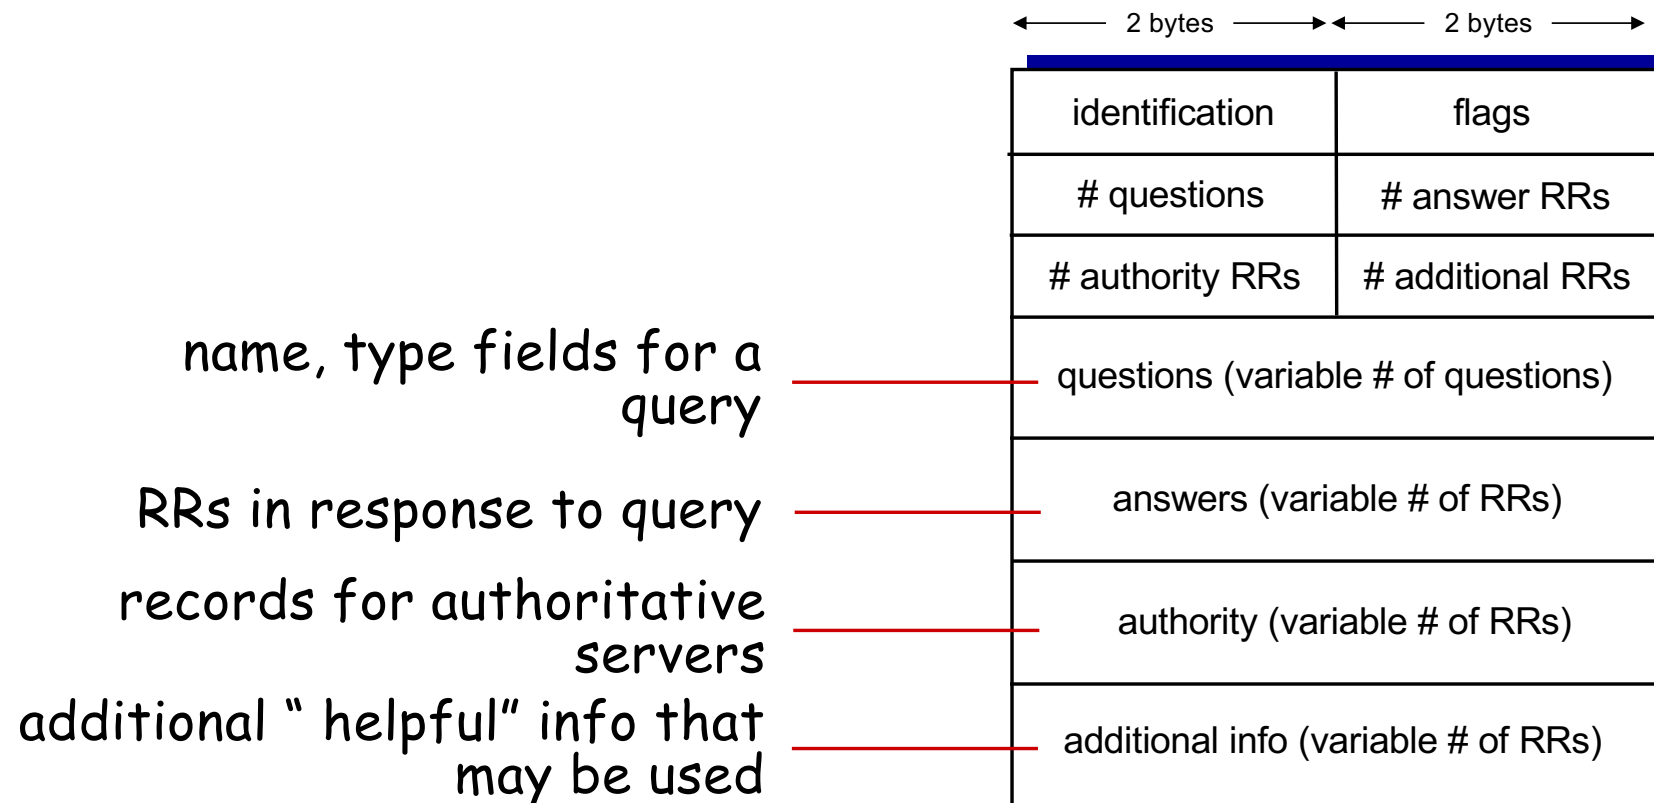 2 bytes 2 bytes
identification flags
# questions # answer RRs
# authority RRs # additional RRs
name, type fields for a
query
questions (variable # of questions)
RRs in response to query
answers (variable # of RRs)
records for authoritative
servers
authority (variable # of RRs)
additional “ helpful” info that
may be used
additional info (variable # of RRs)